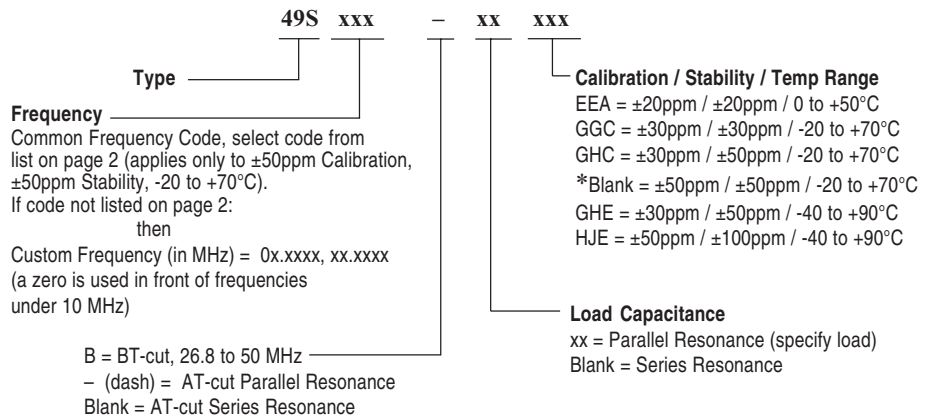 49S xxx – xx xxx
Type
Frequency
Common Frequency Code, select code from
list on page 2 (applies only to ±50ppm Calibration,
±50ppm Stability, -20 to +70°C).
If code not listed on page 2:
then
Custom Frequency (in MHz) = 0x.xxxx, xx.xxxx
(a zero is used in front of frequencies
under 10 MHz)
B = BT-cut, 26.8 to 50 MHz
– (dash) = AT-cut Parallel Resonance
Blank = AT-cut Series Resonance
Calibration / Stability / Temp Range
EEA = ±20ppm / ±20ppm / 0 to +50°C
GGC = ±30ppm / ±30ppm / -20 to +70°C
GHC = ±30ppm / ±50ppm / -20 to +70°C
*Blank = ±50ppm / ±50ppm / -20 to +70°C
GHE = ±30ppm / ±50ppm / -40 to +90°C
HJE = ±50ppm / ±100ppm / -40 to +90°C
Load Capacitance
xx = Parallel Resonance (specify load)
Blank = Series Resonance